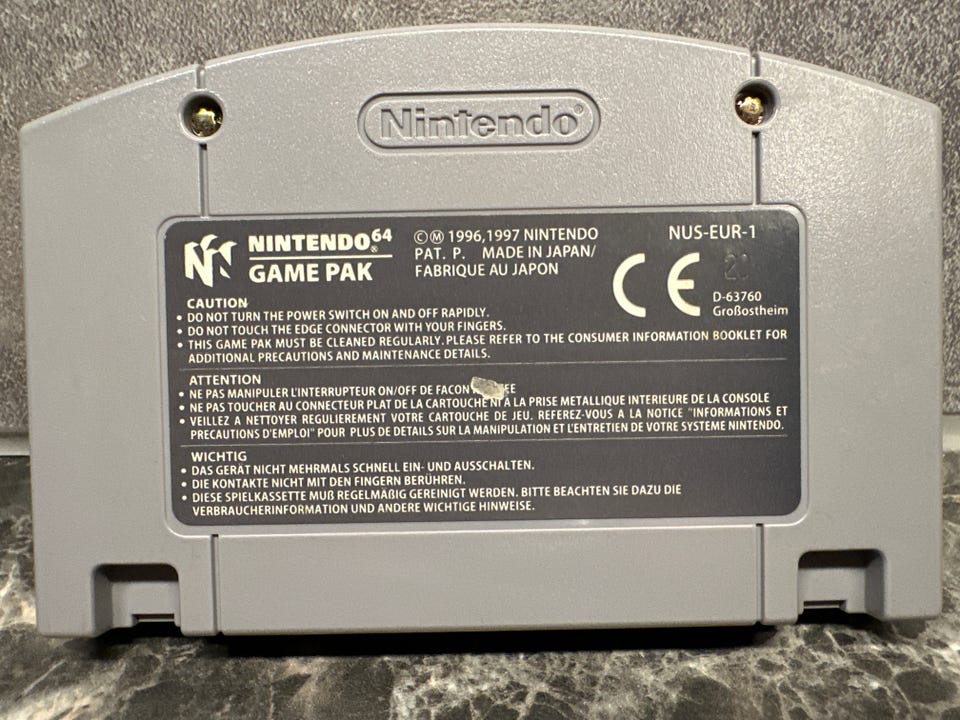 Nintendo®
NINTENDO64®
GAME PAK
©Ⓜ 1996,1997 NINTENDO
PAT. P. MADE IN JAPAN/
FABRIQUE AU JAPON
NUS-EUR-1
CE
D-63760
Großostheim
CAUTION
• DO NOT TURN THE POWER SWITCH ON AND OFF RAPIDLY.
• DO NOT TOUCH THE EDGE CONNECTOR WITH YOUR FINGERS.
• THIS GAME PAK MUST BE CLEANED REGULARLY. PLEASE REFER TO THE CONSUMER INFORMATION BOOKLET FOR
ADDITIONAL PRECAUTIONS AND MAINTENANCE DETAILS.
ATTENTION
• NE PAS MANIPULER L'INTERRUPTEUR ON/OFF DE FACON
• NE PAS TOUCHER AU CONNECTEUR PLAT DE LA CARTOUCHE NI A LA PRISE METALLIQUE INTERIEURE DE LA CONSOLE
• VEILLEZ A NETTOYER REGULIEREMENT VOTRE CARTOUCHE DE JEU. REFEREZ-VOUS A LA NOTICE "INFORMATIONS ET
PRECAUTIONS D'EMPLOI" POUR PLUS DE DETAILS SUR LA MANIPULATION ET L'ENTRETIEN DE VOTRE SYSTEME NINTENDO.
WICHTIG
• DAS GERÄT NICHT MEHRMALS SCHNELL EIN- UND AUSSCHALTEN.
• DIE KONTAKTE NICHT MIT DEN FINGERN BERÜHREN.
• DIESE SPIELKASSETTE MUß REGELMÄßIG GEREINIGT WERDEN. BITTE BEACHTEN SIE DAZU DIE
VERBRAUCHERINFORMATION UND ANDERE WICHTIGE HINWEISE.